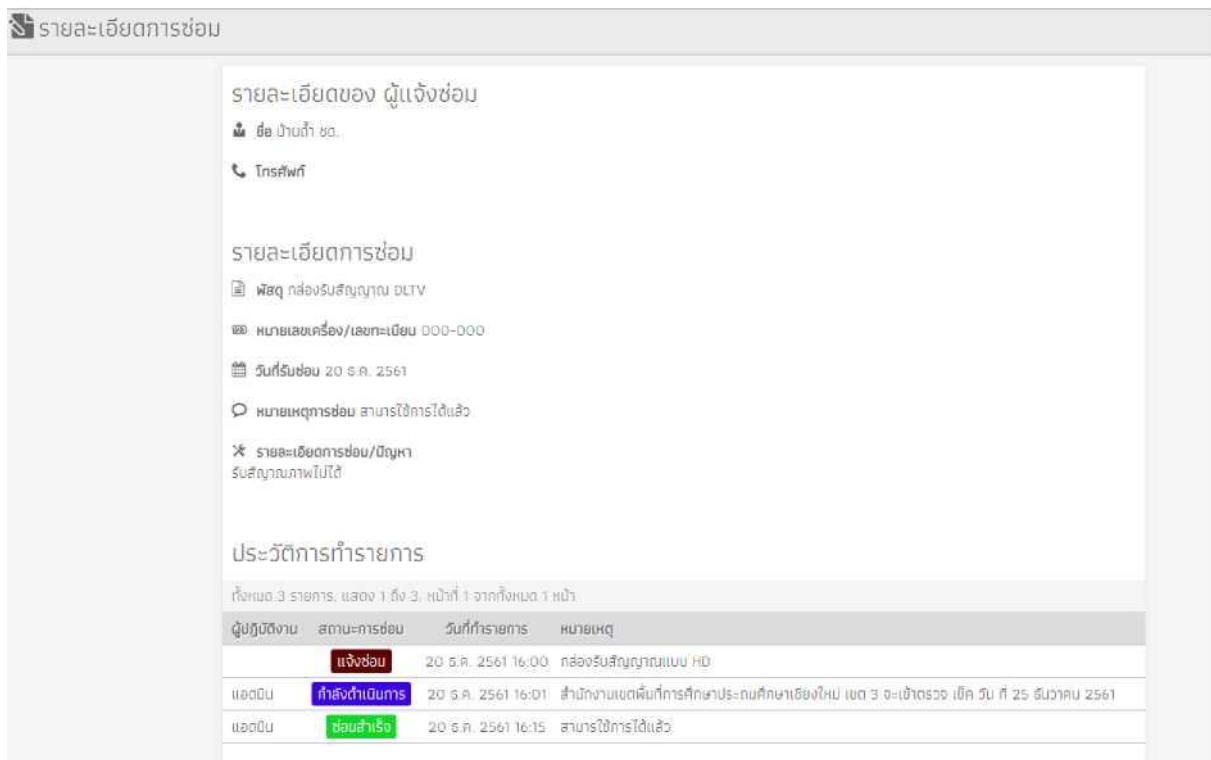 รายละเอียดการซ่อม
รายละเอียดของ ผู้แจ้งซ่อม
ชื่อ บ้านถ้ำ ชด.
โทรศัพท์
รายละเอียดการซ่อม
พัสดุ กล่องรับสัญญาณ DLTV
หมายเลขเครื่อง/เลขทะเบียน 000-000
วันที่รับซ่อม 20 ธ.ค. 2561
หมายเหตุการซ่อม สามารใช้การได้แล้ว
รายละเอียดการซ่อม/ปัญหา
รับสัญญาณภาพไม่ได้
ประวัติการทำรายการ
ทั้งหมด 3 รายการ, แสดง 1 ถึง 3, หน้าที่ 1 จากทั้งหมด 1 หน้า
ผู้ปฏิบัติงาน สถานะการซ่อม วันที่ทำรายการ หมายเหตุ
แจ้งซ่อม 20 ธ.ค. 2561 16:00 กล่องรับสัญญาณแบบ HD
แอดมิน กำลังดำเนินการ 20 ธ.ค. 2561 16:01 สำนักงานเขตพื้นที่การศึกษาประถมศึกษาเชียงใหม่ เขต 3 จะเข้าตรวจ เช็ค วัน ที่ 25 ธันวาคม 2561
แอดมิน ซ่อมสำเร็จ 20 ธ.ค. 2561 16:15 สามารใช้การได้แล้ว